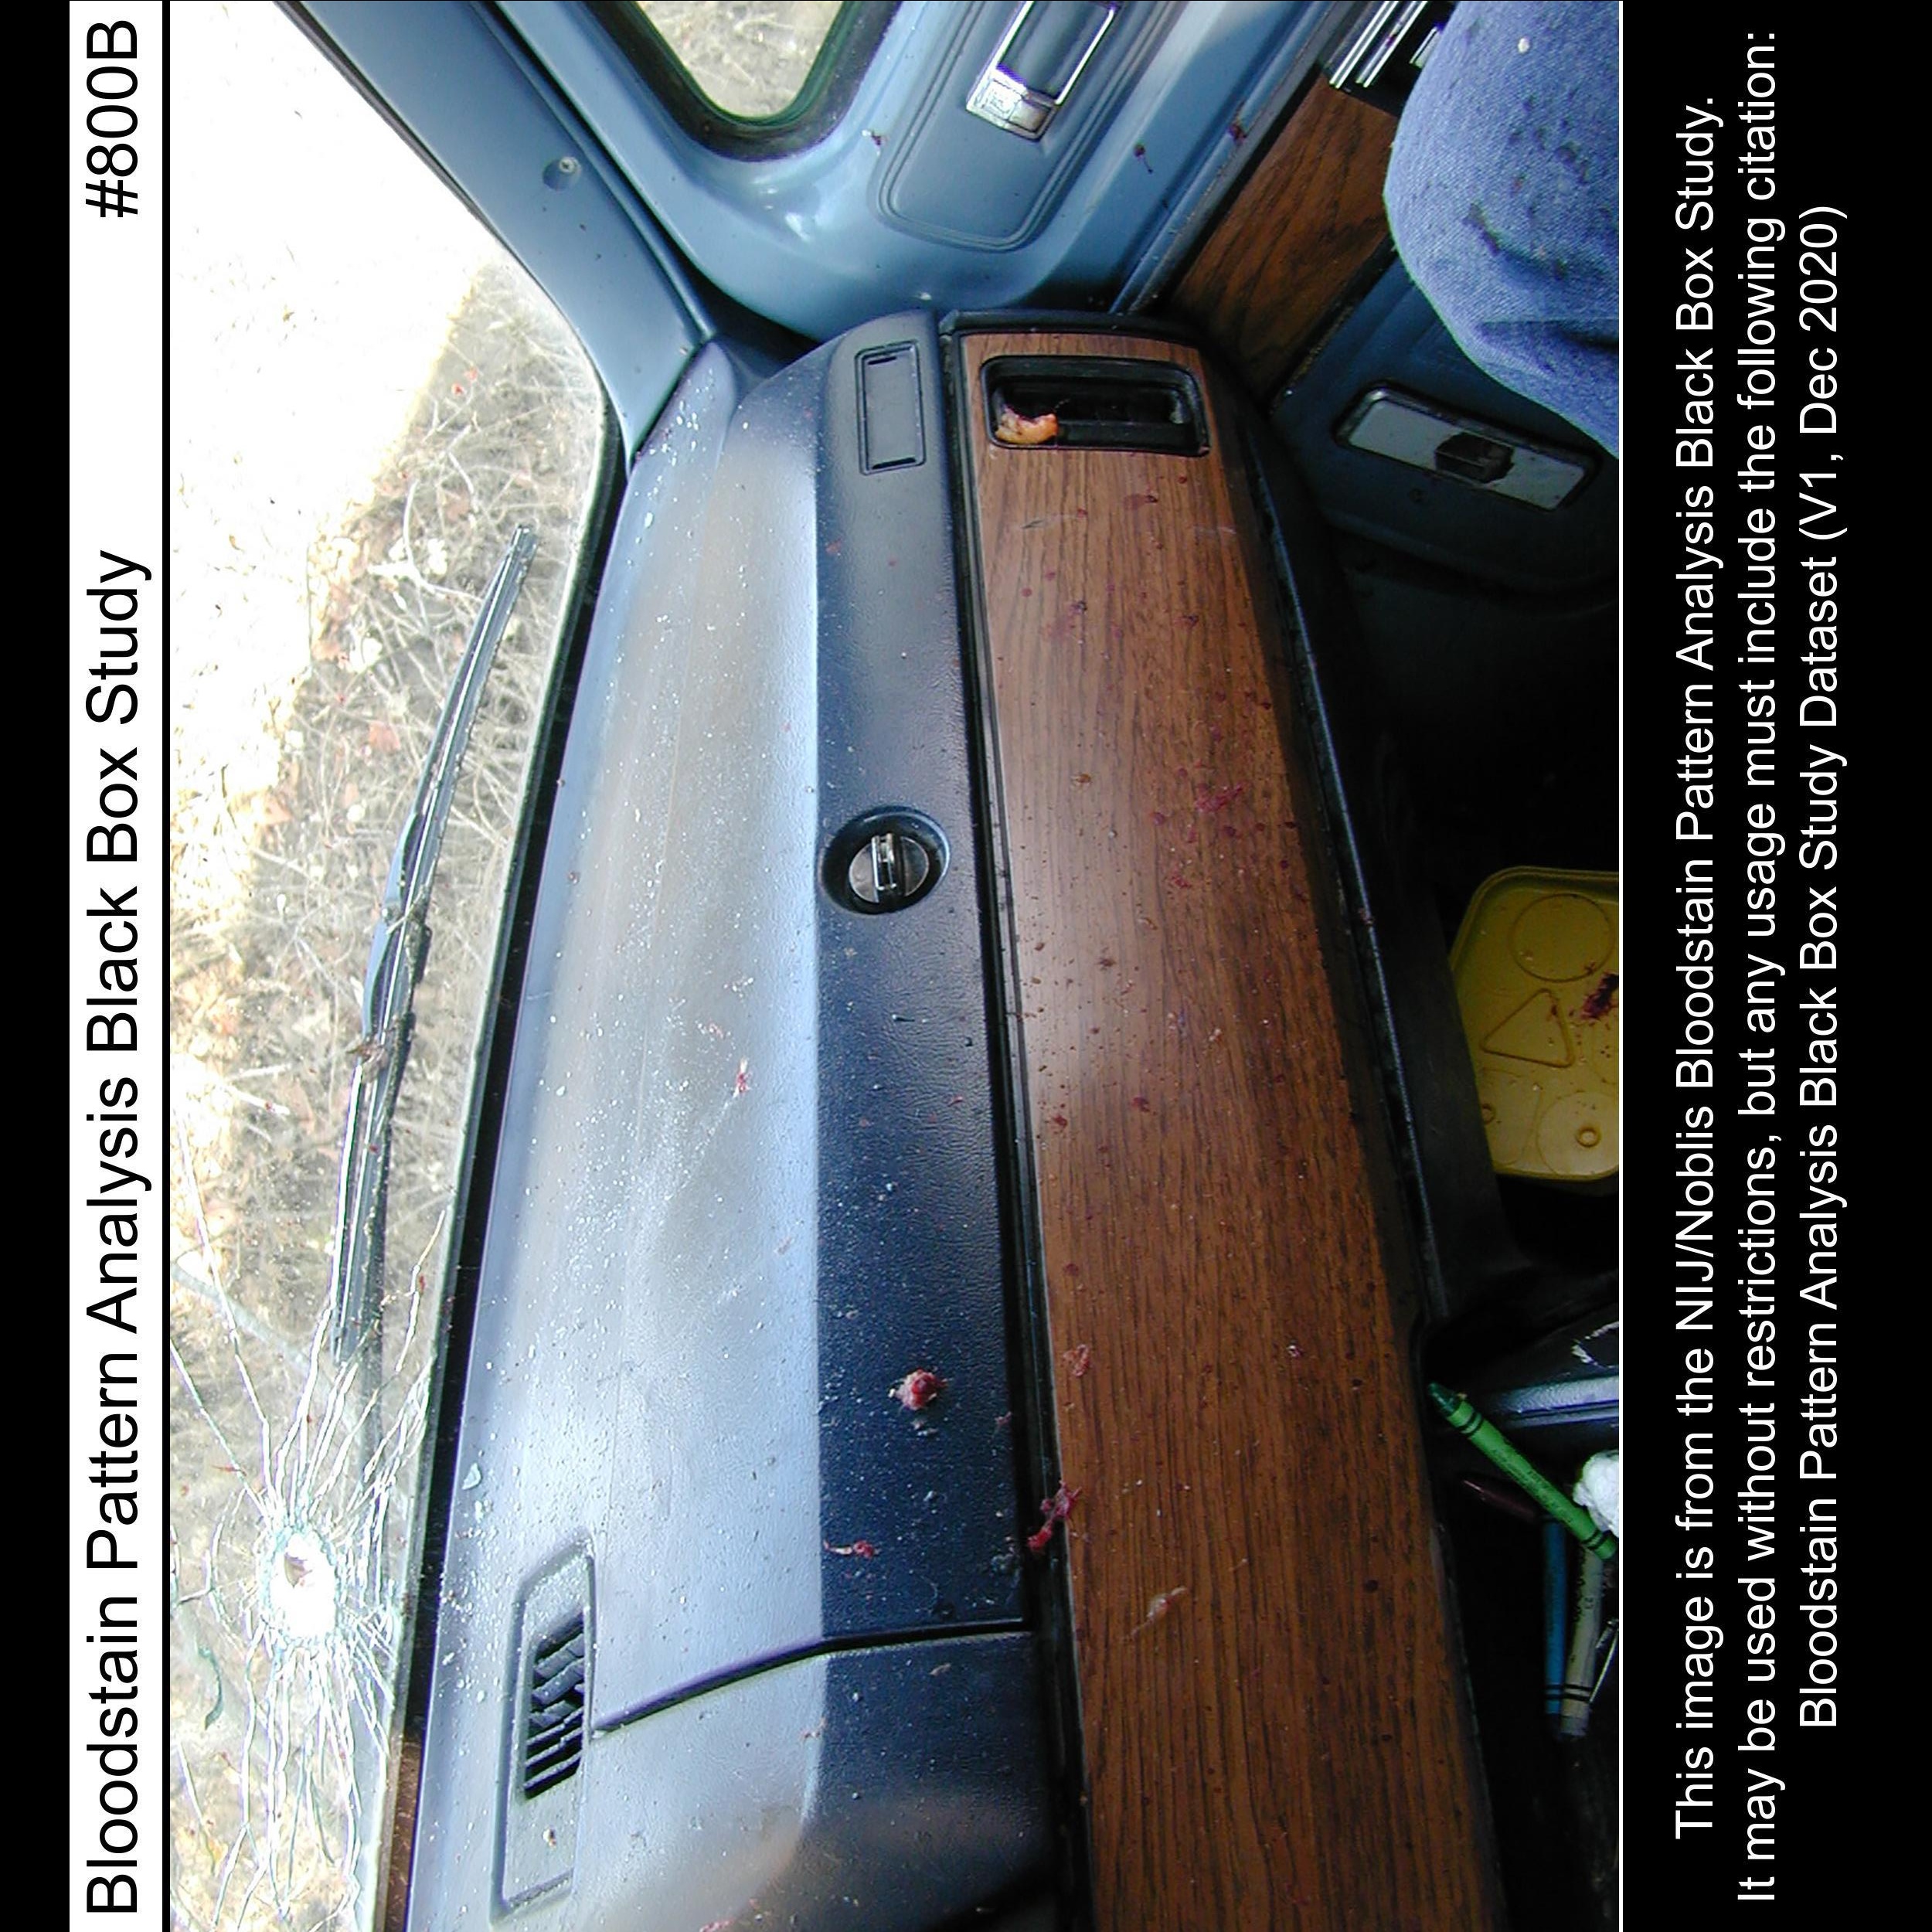 Bloodstain Pattern Analysis Black Box Study #800B
This image is from the NIJ/Noblis Bloodstain Pattern Analysis Black Box Study.
It may be used without restrictions, but any usage must include the following citation:
Bloodstain Pattern Analysis Black Box Study Dataset (V1, Dec 2020)